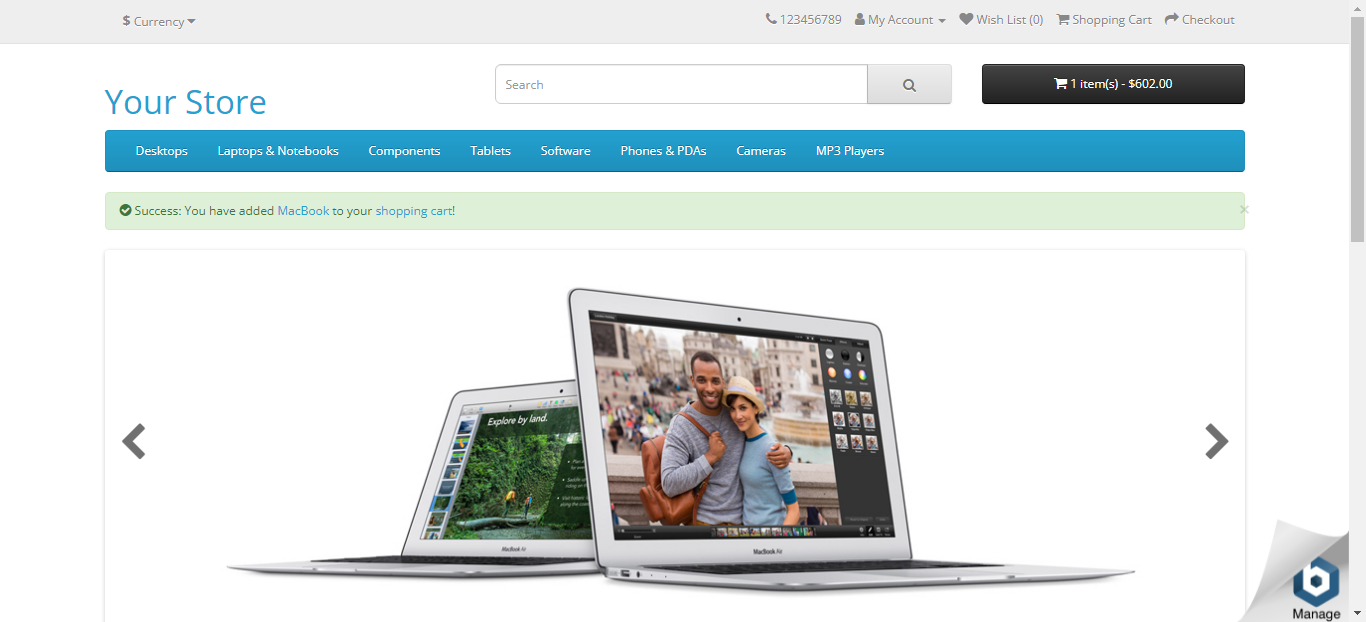 $ Currency
123456789 My Account Wish List (0) Shopping Cart Checkout
Your Store
Search
1 item(s) - $602.00
Desktops Laptops & Notebooks Components Tablets Software Phones & PDAs Cameras MP3 Players
Success: You have added MacBook to your shopping cart!
×
Explore by land.
MacBook Air
MacBook Air
Manage